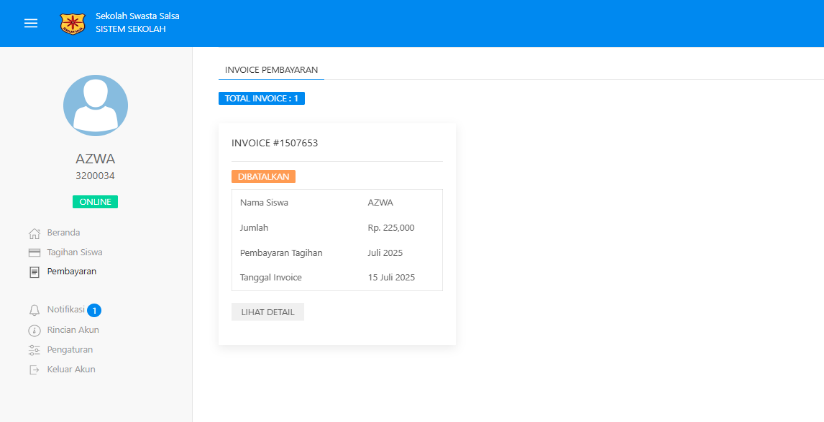 Sekolah Swasta Salsa
SISTEM SEKOLAH
AZWA
3200034
ONLINE
Beranda
Tagihan Siswa
Pembayaran
Notifikasi 1
Rincian Akun
Pengaturan
Keluar Akun
INVOICE PEMBAYARAN
TOTAL INVOICE : 1
INVOICE #1507653
DIBATALKAN
Nama Siswa AZWA
Jumlah Rp. 225,000
Pembayaran Tagihan Juli 2025
Tanggal Invoice 15 Juli 2025
LIHAT DETAIL